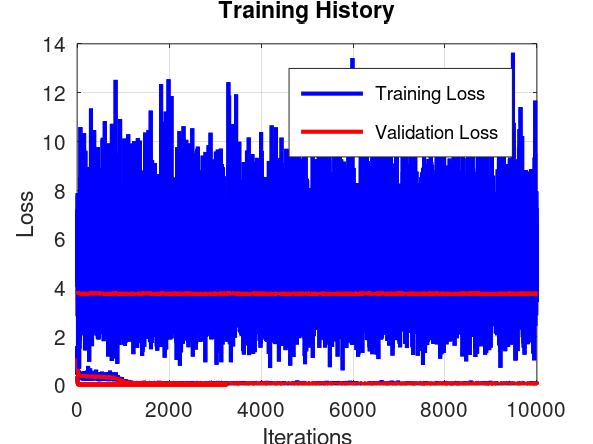 Training History
14
12
10
8
6
4
2
0
Loss
Training Loss
Validation Loss
0 2000 4000 6000 8000 10000
Iterations